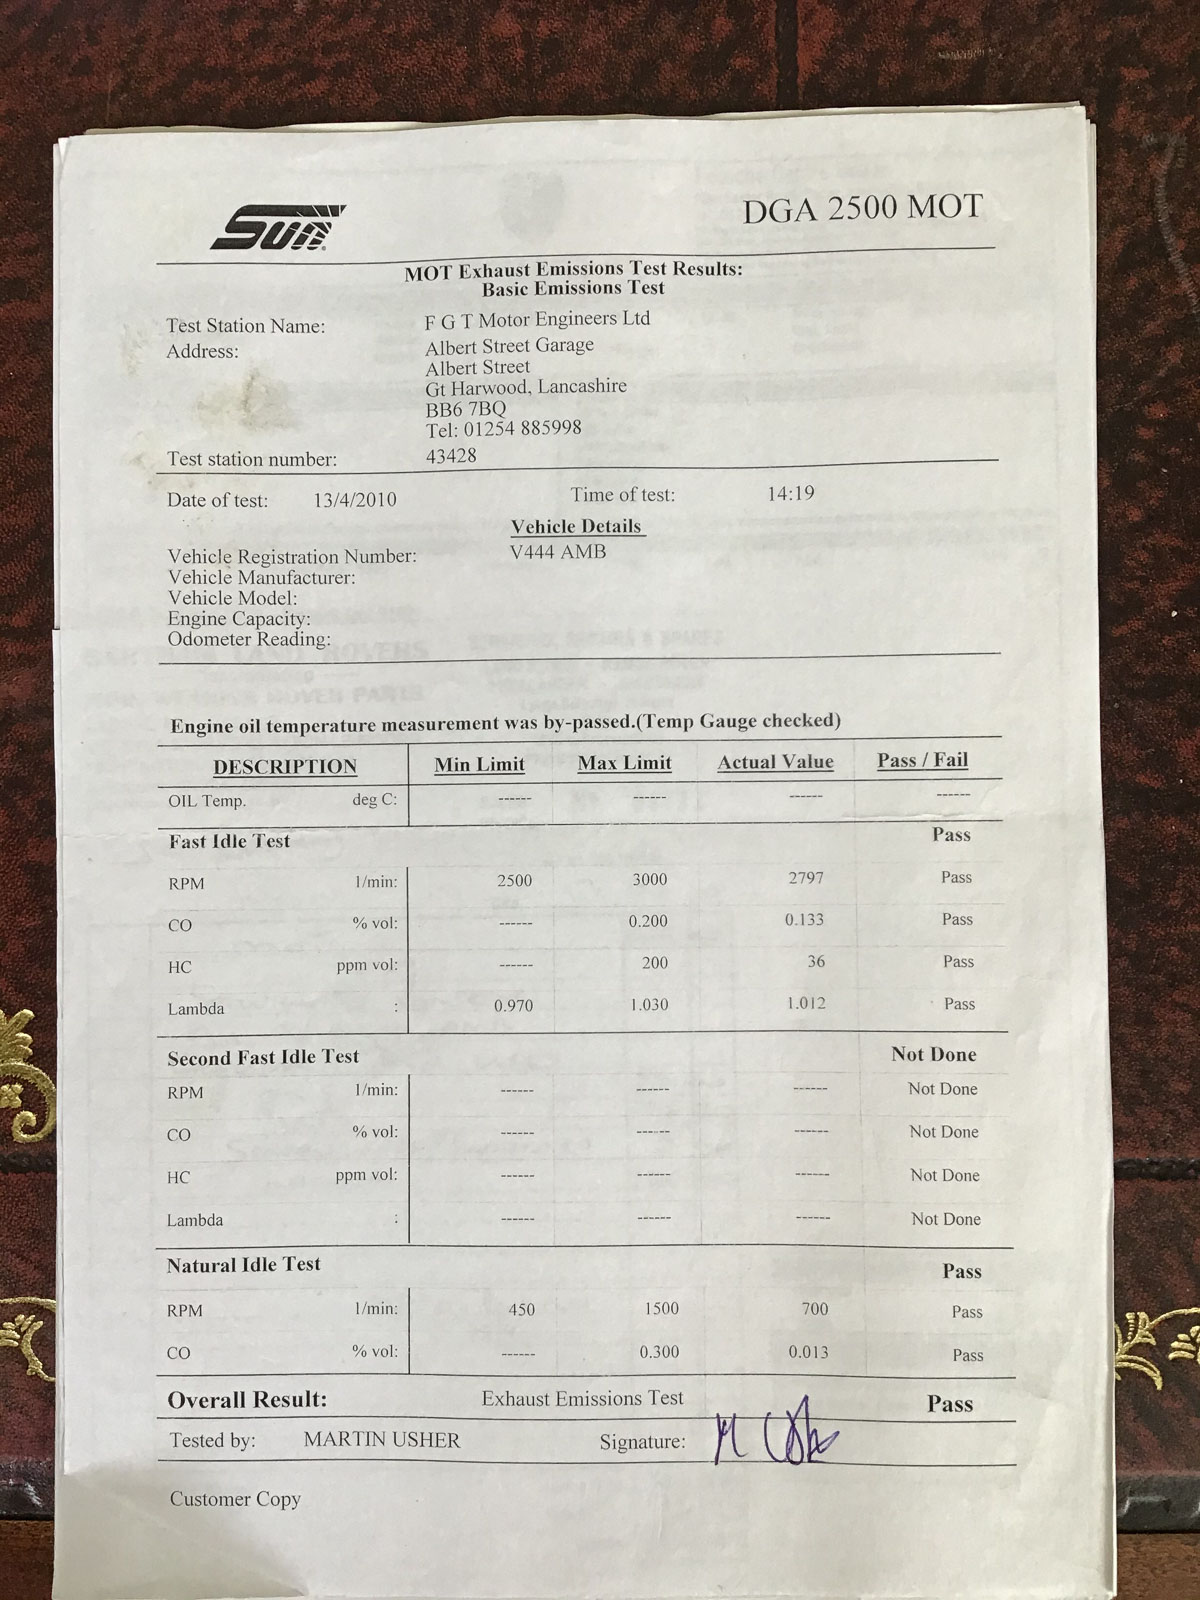 Sun
DGA 2500 MOT
MOT Exhaust Emissions Test Results:
Basic Emissions Test
Test Station Name: F G T Motor Engineers Ltd
Address: Albert Street Garage
Albert Street
Gt Harwood, Lancashire
BB6 7BQ
Tel: 01254 885998
Test station number: 43428
Date of test: 13/4/2010 Time of test: 14:19
Vehicle Details
Vehicle Registration Number: V444 AMB
Vehicle Manufacturer:
Vehicle Model:
Engine Capacity:
Odometer Reading:
Engine oil temperature measurement was by-passed.(Temp Gauge checked)
DESCRIPTION Min Limit Max Limit Actual Value Pass / Fail
OIL Temp. deg C: ------ ------ ------ ------
Fast Idle Test Pass
RPM 1/min: 2500 3000 2797 Pass
CO % vol: ------ 0.200 0.133 Pass
HC ppm vol: ------ 200 36 Pass
Lambda : 0.970 1.030 1.012 Pass
Second Fast Idle Test Not Done
RPM 1/min: ------ ------ ------ Not Done
CO % vol: ------ ------ ------ Not Done
HC ppm vol: ------ ------ ------ Not Done
Lambda : ------ ------ ------ Not Done
Natural Idle Test Pass
RPM 1/min: 450 1500 700 Pass
CO % vol: ------ 0.300 0.013 Pass
Overall Result: Exhaust Emissions Test Pass
Tested by: MARTIN USHER Signature:
Customer Copy